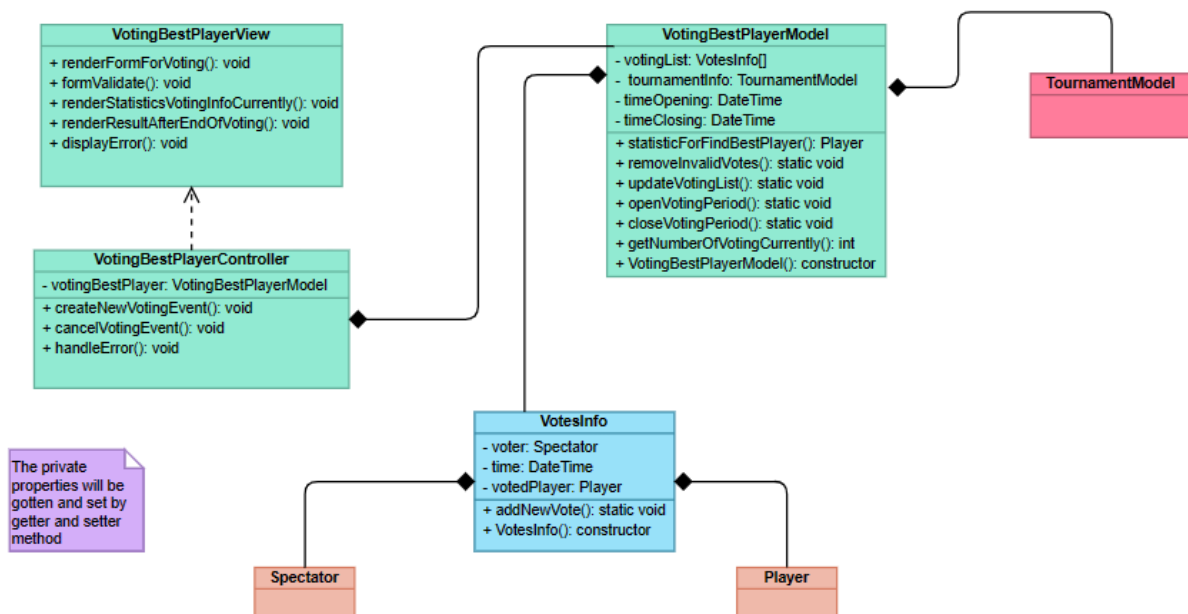 VotingBestPlayerView
+ renderFormForVoting(): void
+ formValidate(): void
+ renderStatisticsVotingInfoCurrently(): void
+ renderResultAfterEndOfVoting(): void
+ displayError(): void
VotingBestPlayerModel
- votingList: VotesInfo[]
- tournamentInfo: TournamentModel
- timeOpening: DateTime
- timeClosing: DateTime
+ statisticForFindBestPlayer(): Player
+ removeInvalidVotes(): static void
+ updateVotingList(): static void
+ openVotingPeriod(): static void
+ closeVotingPeriod(): static void
+ getNumberOfVotingCurrently(): int
+ VotingBestPlayerModel(): constructor
TournamentModel
VotingBestPlayerController
- votingBestPlayer: VotingBestPlayerModel
+ createNewVotingEvent(): void
+ cancelVotingEvent(): void
+ handleError(): void
VotesInfo
- voter: Spectator
- time: DateTime
- votedPlayer: Player
+ addNewVote(): static void
+ VotesInfo(): constructor
The private
properties will be
gotten and set by
getter and setter
method
Spectator
Player